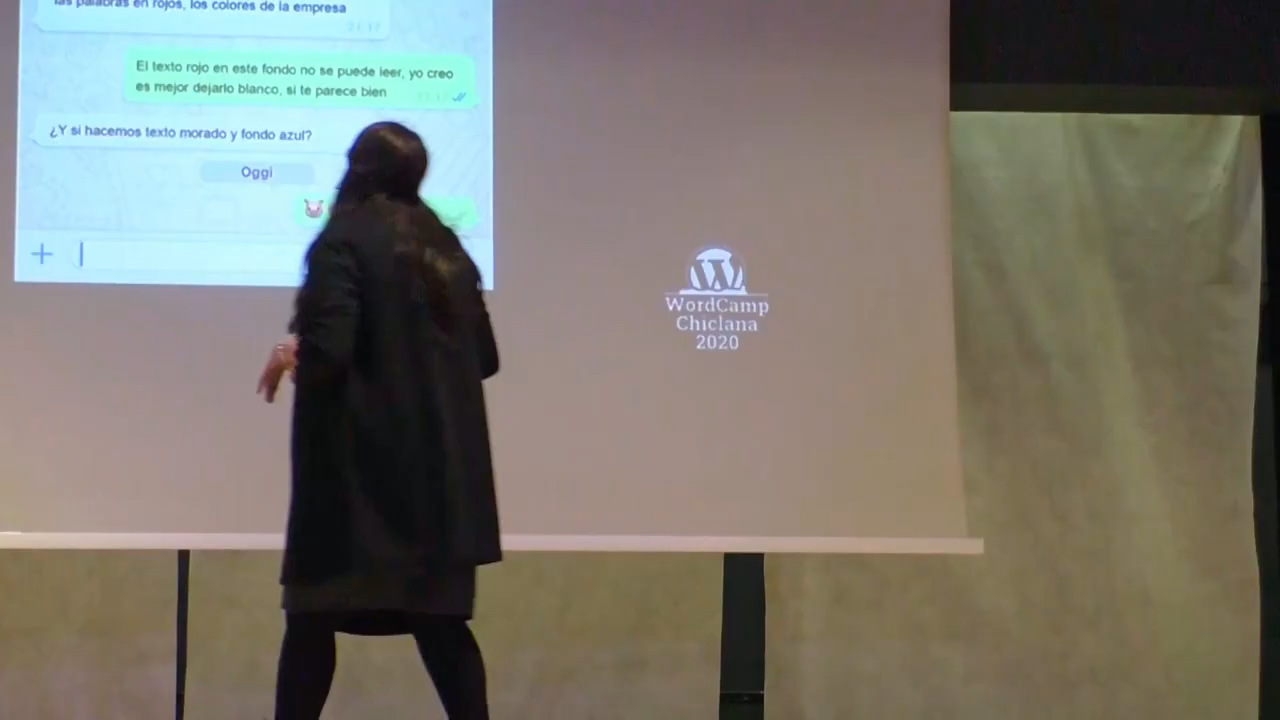 las palabras en rojos, los colores de la empresa
21:17
El texto rojo en este fondo no se puede leer, yo creo
es mejor dejarlo blanco, si te parece bien
¿Y si hacemos texto morado y fondo azul?
Oggi
WordCamp
Chiclana
2020